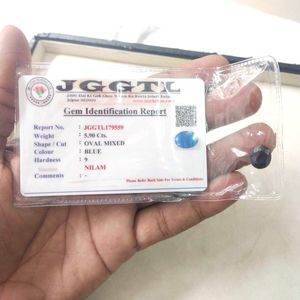 JGGTL
Gem Identification Report
Report No. : JGGTL179559
Weight : 5.90 Cts.
Shape / Cut : OVAL MIXED
Colour : BLUE
Hardness : 9
NILAM
Comments : -
Please Refer Back Side For Terms & Conditions